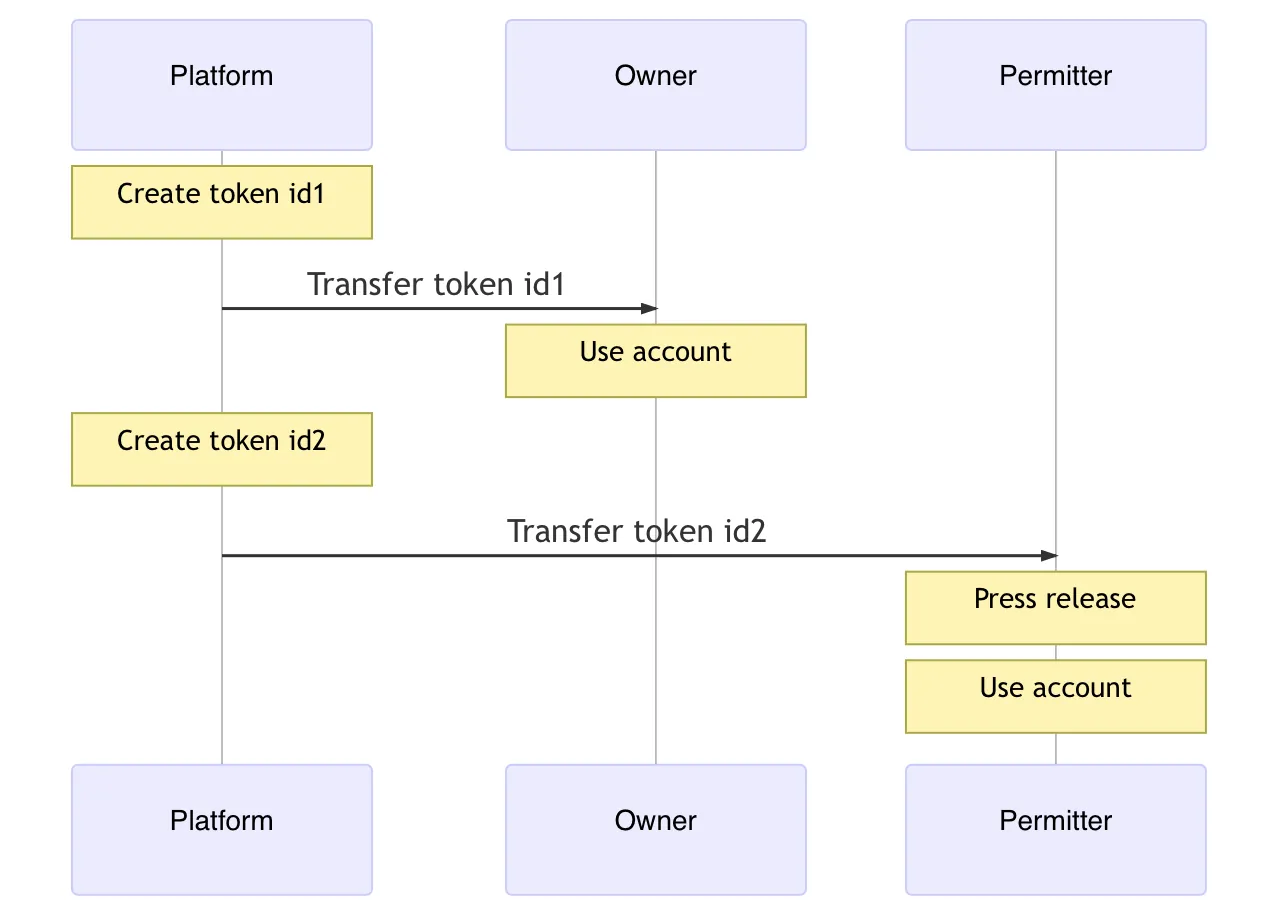 Platform
Owner
Permitter
Create token id1
Transfer token id1
Use account
Create token id2
Transfer token id2
Press release
Use account
Platform
Owner
Permitter